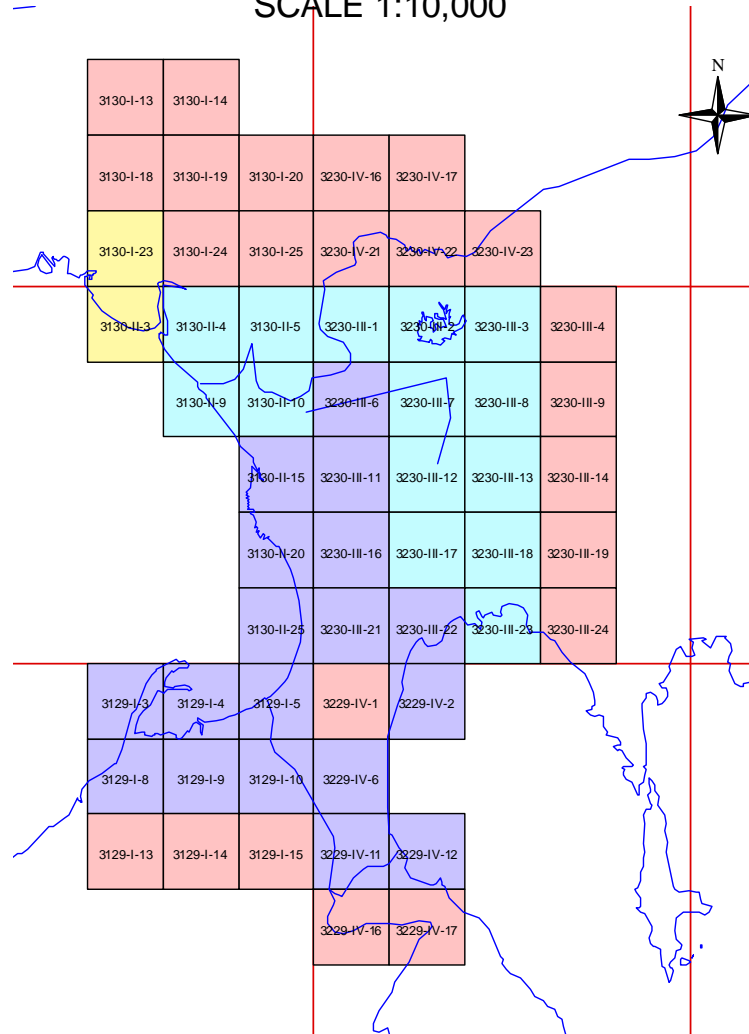 SCALE 1:10,000
N
3130-I-13 3130-I-14
3130-I-18 3130-I-19 3130-I-20 3230-IV-16 3230-IV-17
3130-I-23 3130-I-24 3130-I-25 3230-IV-21 3230-IV-22 3230-IV-23
3130-II-3 3130-II-4 3130-II-5 3230-III-1 3230-III-2 3230-III-3 3230-III-4
3130-II-9 3130-II-10 3230-III-6 3230-III-7 3230-III-8 3230-III-9
3130-II-15 3230-III-11 3230-III-12 3230-III-13 3230-III-14
3130-II-20 3230-III-16 3230-III-17 3230-III-18 3230-III-19
3130-II-25 3230-III-21 3230-III-22 3230-III-23 3230-III-24
3129-I-3 3129-I-4 3129-I-5 3229-IV-1 3229-IV-2
3129-I-8 3129-I-9 3129-I-10 3229-IV-6
3129-I-13 3129-I-14 3129-I-15 3229-IV-11 3229-IV-12
3229-IV-16 3229-IV-17